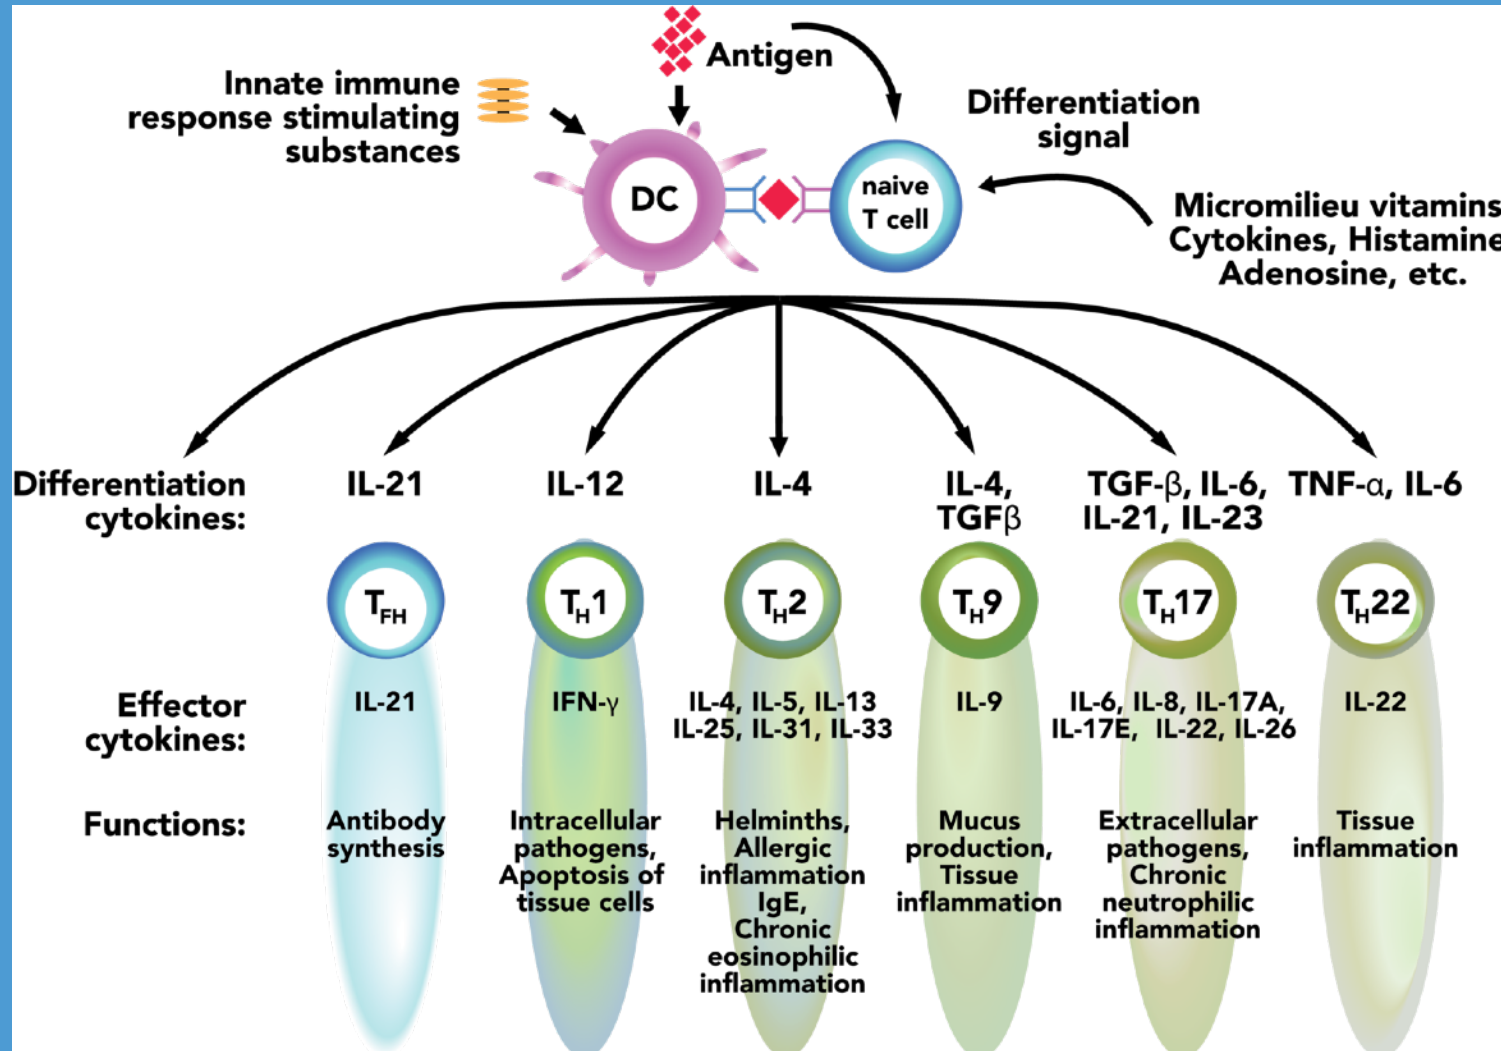 Antigen
Innate immune
response stimulating
substances
Differentiation
signal
DC
naive
T cell
Micromilieu vitamins
Cytokines, Histamine
Adenosine, etc.
Differentiation
cytokines:
IL-21
IL-12
IL-4
IL-4,
TGFβ
TGF-β, IL-6,
IL-21, IL-23
TNF-α, IL-6
TFH
TH1
TH2
TH9
TH17
TH22
Effector
cytokines:
IL-21
IFN-γ
IL-4, IL-5, IL-13
IL-25, IL-31, IL-33
IL-9
IL-6, IL-8, IL-17A,
IL-17E, IL-22, IL-26
IL-22
Functions:
Antibody
synthesis
Intracellular
pathogens,
Apoptosis of
tissue cells
Helminths,
Allergic
inflammation
IgE,
Chronic
eosinophilic
inflammation
Mucus
production,
Tissue
inflammation
Extracellular
pathogens,
Chronic
neutrophilic
inflammation
Tissue
inflammation